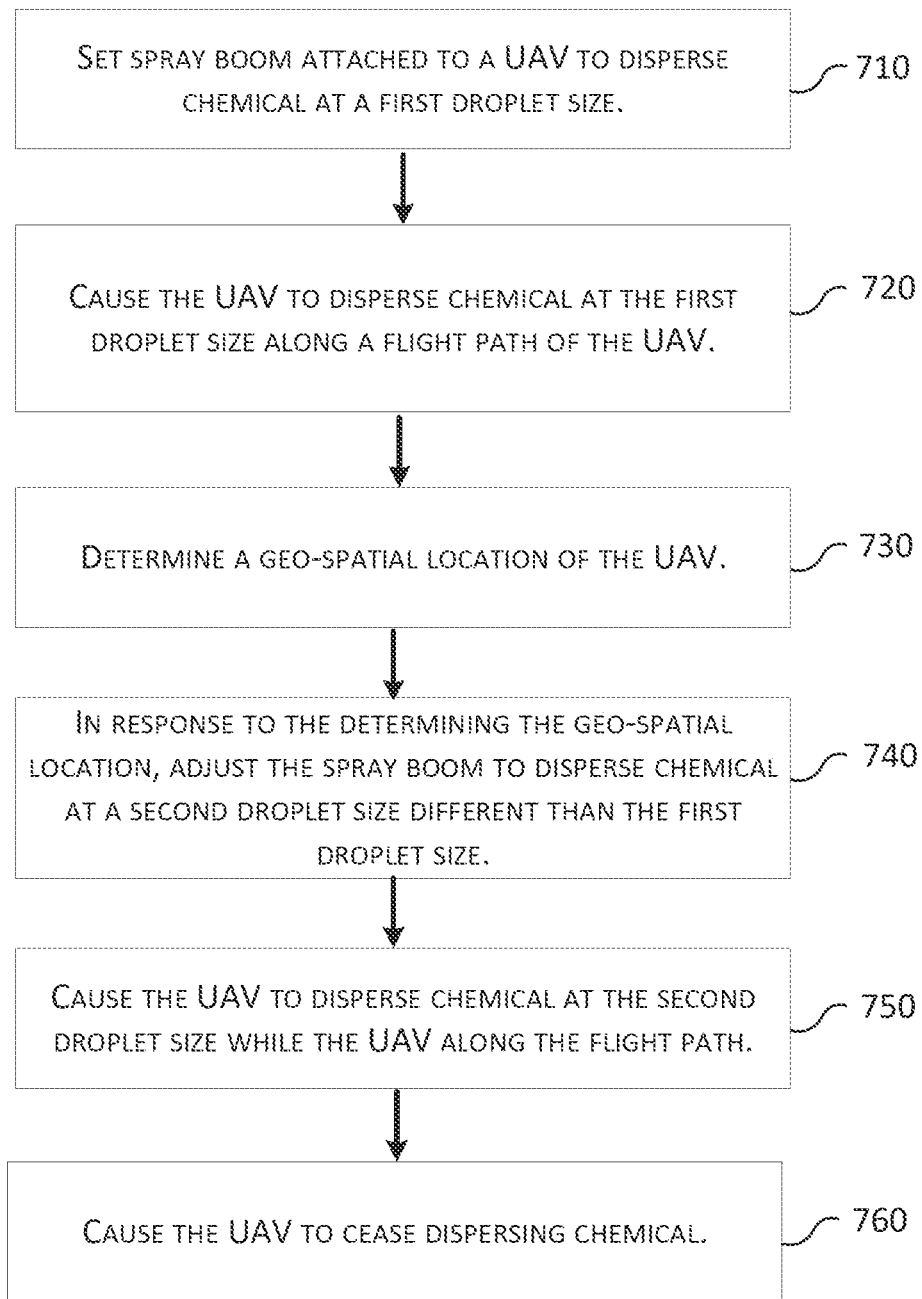 SET SPRAY BOOM ATTACHED TO A UAV TO DISPERSE
CHEMICAL AT A FIRST DROPLET SIZE.
710
CAUSE THE UAV TO DISPERSE CHEMICAL AT THE FIRST
DROPLET SIZE ALONG A FLIGHT PATH OF THE UAV.
720
DETERMINE A GEO-SPATIAL LOCATION OF THE UAV.
730
IN RESPONSE TO THE DETERMINING THE GEO-SPATIAL
LOCATION, ADJUST THE SPRAY BOOM TO DISPERSE CHEMICAL
AT A SECOND DROPLET SIZE DIFFERENT THAN THE FIRST
DROPLET SIZE.
740
CAUSE THE UAV TO DISPERSE CHEMICAL AT THE SECOND
DROPLET SIZE WHILE THE UAV ALONG THE FLIGHT PATH.
750
CAUSE THE UAV TO CEASE DISPERSING CHEMICAL.
760